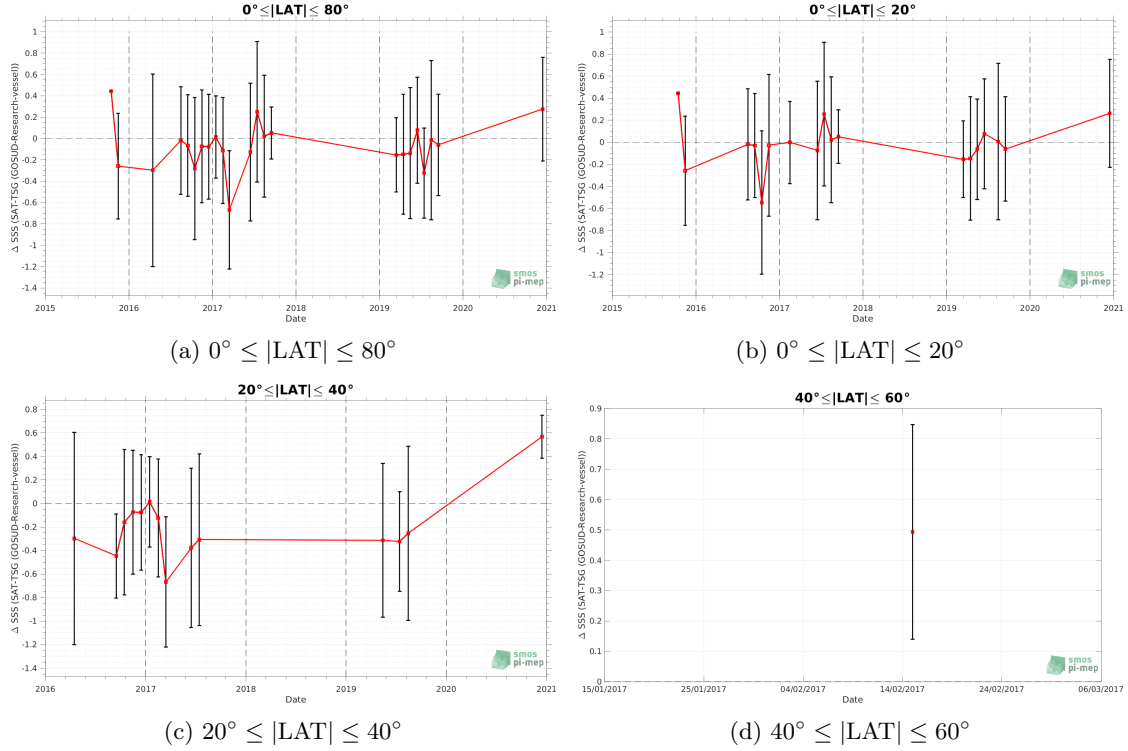 0°≤|LAT|≤ 80°
Δ SSS (SAT-TSG (GOSUD-Research-vessel))
1
0.8
0.6
0.4
0.2
0
-0.2
-0.4
-0.6
-0.8
-1
-1.2
-1.4
2015 2016 2017 2018 2019 2020 2021
Date
smos
pi-mep
(a) 0° ≤ |LAT| ≤ 80°
0°≤|LAT|≤ 20°
Δ SSS (SAT-TSG (GOSUD-Research-vessel))
1
0.8
0.6
0.4
0.2
0
-0.2
-0.4
-0.6
-0.8
-1
-1.2
2015 2016 2017 2018 2019 2020 2021
Date
smos
pi-mep
(b) 0° ≤ |LAT| ≤ 20°
20°≤|LAT|≤ 40°
Δ SSS (SAT-TSG (GOSUD-Research-vessel))
0.8
0.6
0.4
0.2
0
-0.2
-0.4
-0.6
-0.8
-1
-1.2
-1.4
2016 2017 2018 2019 2020 2021
Date
smos
pi-mep
(c) 20° ≤ |LAT| ≤ 40°
40°≤|LAT|≤ 60°
Δ SSS (SAT-TSG (GOSUD-Research-vessel))
0.9
0.8
0.7
0.6
0.5
0.4
0.3
0.2
0.1
0
15/01/2017 25/01/2017 04/02/2017 14/02/2017 24/02/2017 06/03/2017
Date
smos
pi-mep
(d) 40° ≤ |LAT| ≤ 60°